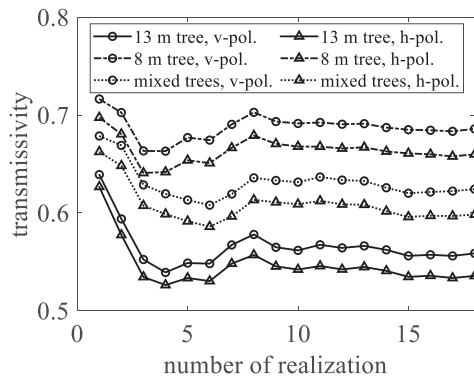 0.8
13 m tree, v-pol. 13 m tree, h-pol.
8 m tree, v-pol. 8 m tree, h-pol.
mixed trees, v-pol. mixed trees, h-pol.
0.7
0.6
0.5
transmissivity
0 5 10 15
number of realization